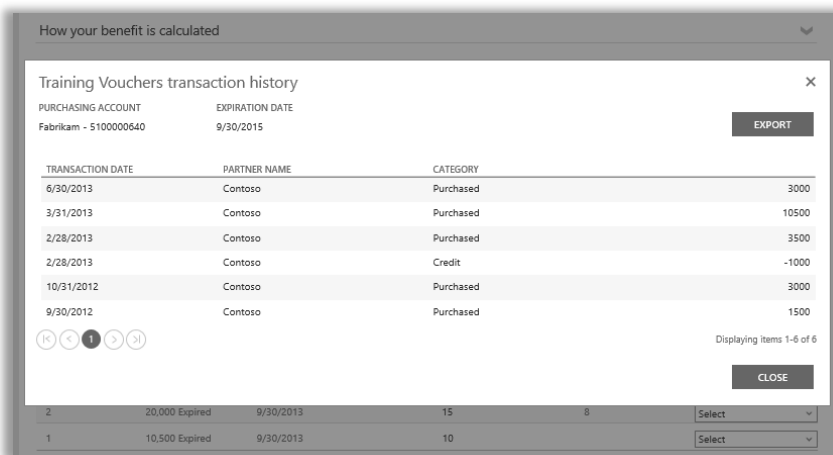 How your benefit is calculated
Training Vouchers transaction history
PURCHASING ACCOUNT EXPIRATION DATE
Fabrikam - 5100000640 9/30/2015
EXPORT
TRANSACTION DATE PARTNER NAME CATEGORY
6/30/2013 Contoso Purchased 3000
3/31/2013 Contoso Purchased 10500
2/28/2013 Contoso Purchased 3500
2/28/2013 Contoso Credit -1000
10/31/2012 Contoso Purchased 3000
9/30/2012 Contoso Purchased 1500
1 Displaying items 1-6 of 6
CLOSE
2 20,000 Expired 9/30/2013 15 8 Select
1 10,500 Expired 9/30/2013 10 Select